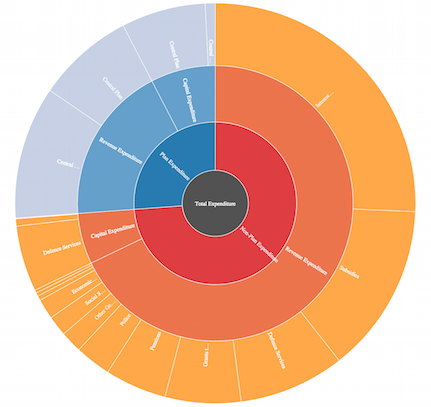 Total Expenditure
Plan Expenditure
Non-Plan Expenditure
Capital Expenditure
Revenue Expenditure
Capital Expenditure
Revenue Expenditure
Central ...
Central Plan
Central Plan
Central ...
Interest ...
Subsidies
Defence Services
Grants t...
Pensions
Police
Other Ge...
Social S...
Economic ...
Defence Services